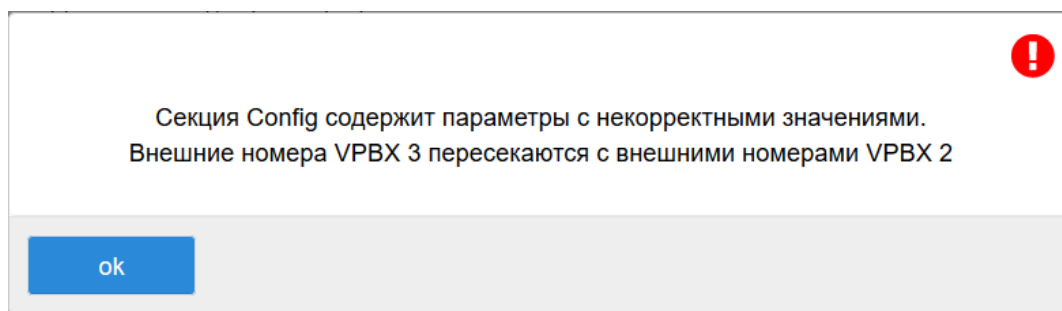 Секция Config содержит параметры с некорректными значениями.
Внешние номера VPBX 3 пересекаются с внешними номерами VPBX 2
ok